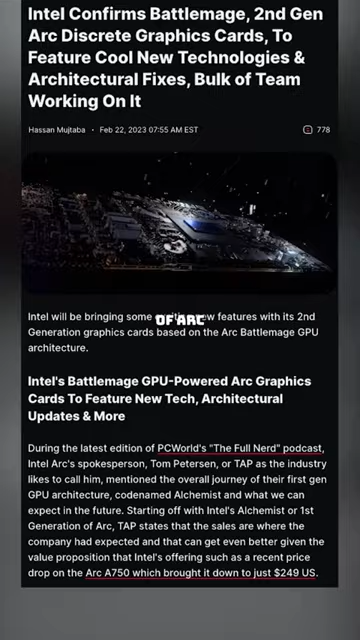 Intel Confirms Battlemage, 2nd Gen
Arc Discrete Graphics Cards, To
Feature Cool New Technologies &
Architectural Fixes, Bulk of Team
Working On It
Hassan Mujtaba • Feb 22, 2023 07:55 AM EST
778
Intel will be bringing some new features with its 2nd
OF ARC
Generation graphics cards based on the Arc Battlemage GPU
architecture.
Intel's Battlemage GPU-Powered Arc Graphics
Cards To Feature New Tech, Architectural
Updates & More
During the latest edition of PCWorld's "The Full Nerd" podcast,
Intel Arc's spokesperson, Tom Petersen, or TAP as the industry
likes to call him, mentioned the overall journey of their first gen
GPU architecture, codenamed Alchemist and what we can
expect in the future. Starting off with Intel's Alchemist or 1st
Generation of Arc, TAP states that the sales are where the
company had expected and that can get even better given the
value proposition that Intel's offering such as a recent price
drop on the Arc A750 which brought it down to just $249 US.